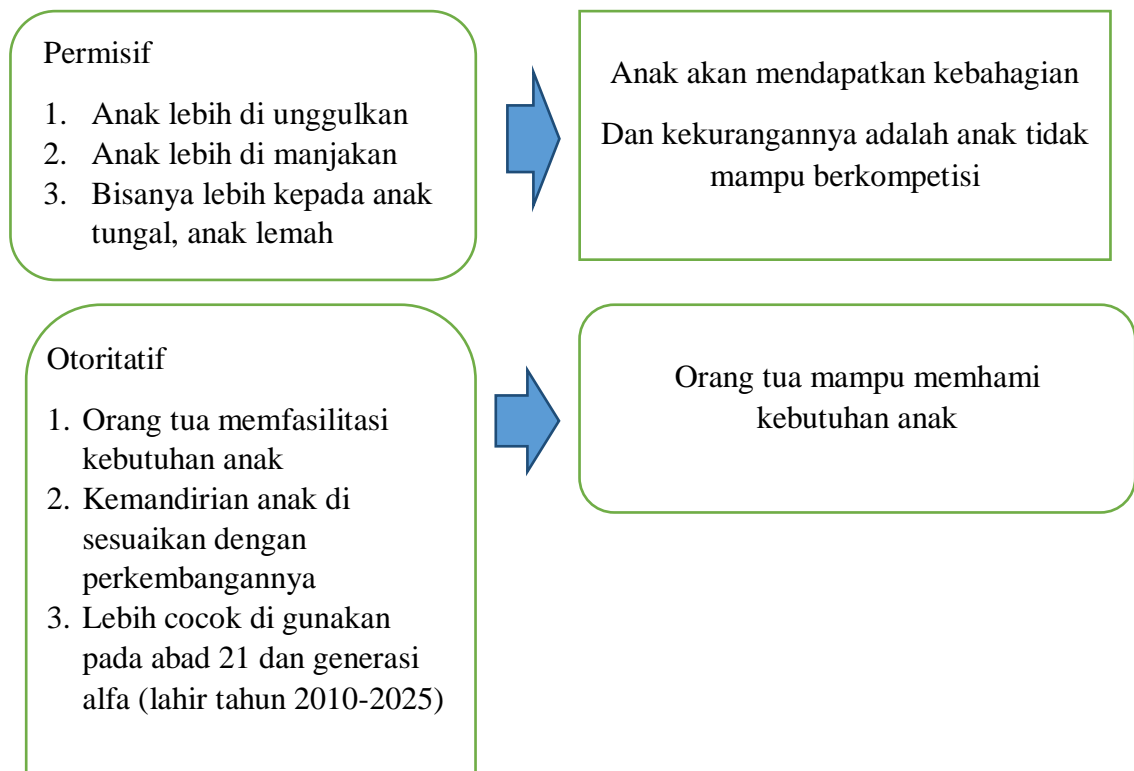 Permisif
1. Anak lebih di unggulkan
2. Anak lebih di manjakan
3. Bisanya lebih kepada anak
tungal, anak lemah
Anak akan mendapatkan kebahagian
Dan kekurangannya adalah anak tidak
mampu berkompetisi
Otoritatif
1. Orang tua memfasilitasi
kebutuhan anak
2. Kemandirian anak di
sesuaikan dengan
perkembangannya
3. Lebih cocok di gunakan
pada abad 21 dan generasi
alfa (lahir tahun 2010-2025)
Orang tua mampu memhami
kebutuhan anak